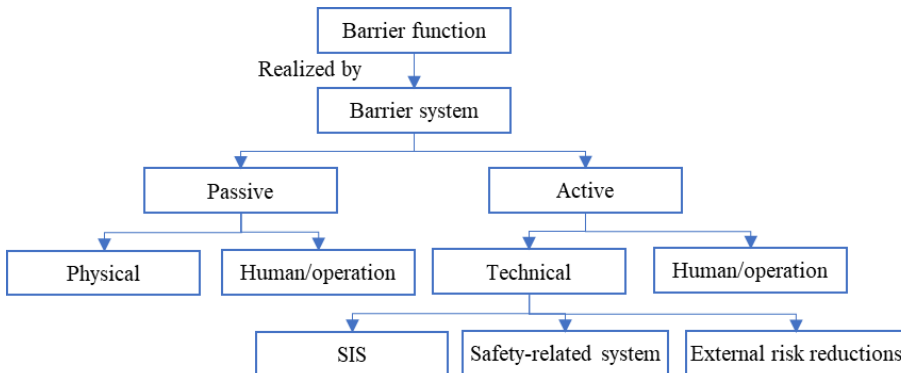 Barrier function
Realized by
Barrier system
Passive
Active
Physical
Human/operation
Technical
Human/operation
SIS
Safety-related system
External risk reductions